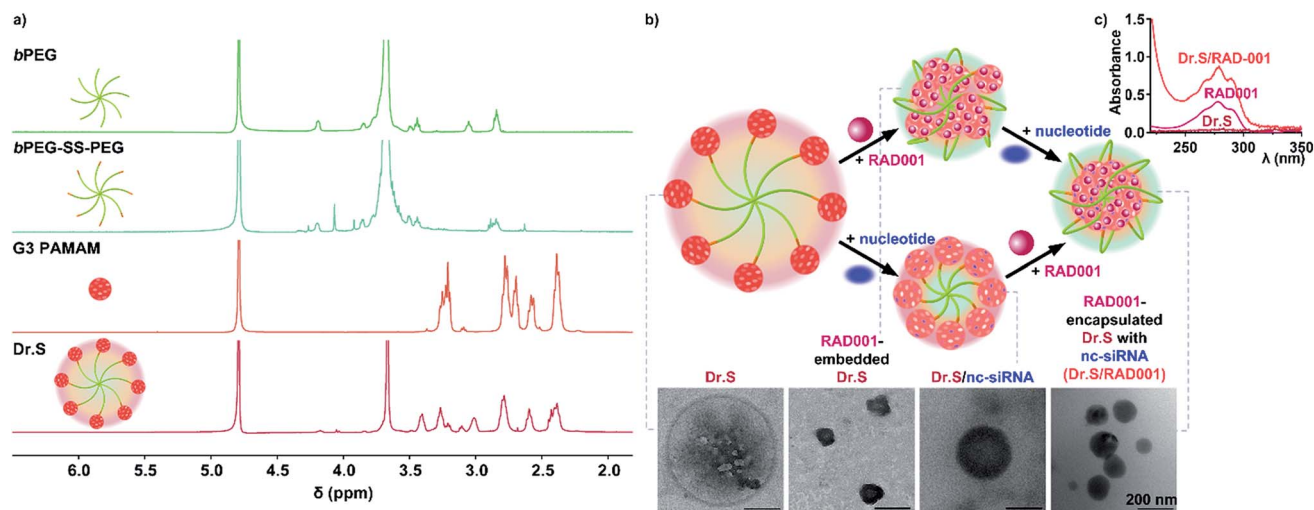 a)
bPEG
bPEG-SS-PEG
G3 PAMAM
Dr.S
6.0 5.5 5.0 4.5 4.0 3.5 3.0 2.5 2.0
δ (ppm)
b)
+ RAD001
+ nucleotide
+ nucleotide
+ RAD001
RAD001-
embedded
Dr.S
Dr.S
Dr.S/nc-siRNA
RAD001-
encapsulated
Dr.S with
nc-siRNA
(Dr.S/RAD001)
200 nm
c)
Absorbance
1.5
1.0
0.5
0.0
Dr.S/RAD-001
RAD001
Dr.S
250 300 350
λ (nm)